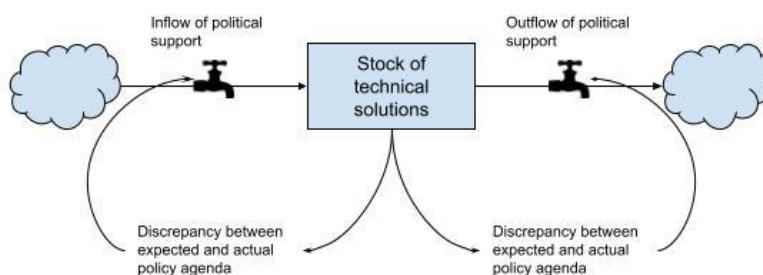 Inflow of political
support
Outflow of political
support
Stock of
technical
solutions
Discrepancy between
expected and actual
policy agenda
Discrepancy between
expected and actual
policy agenda